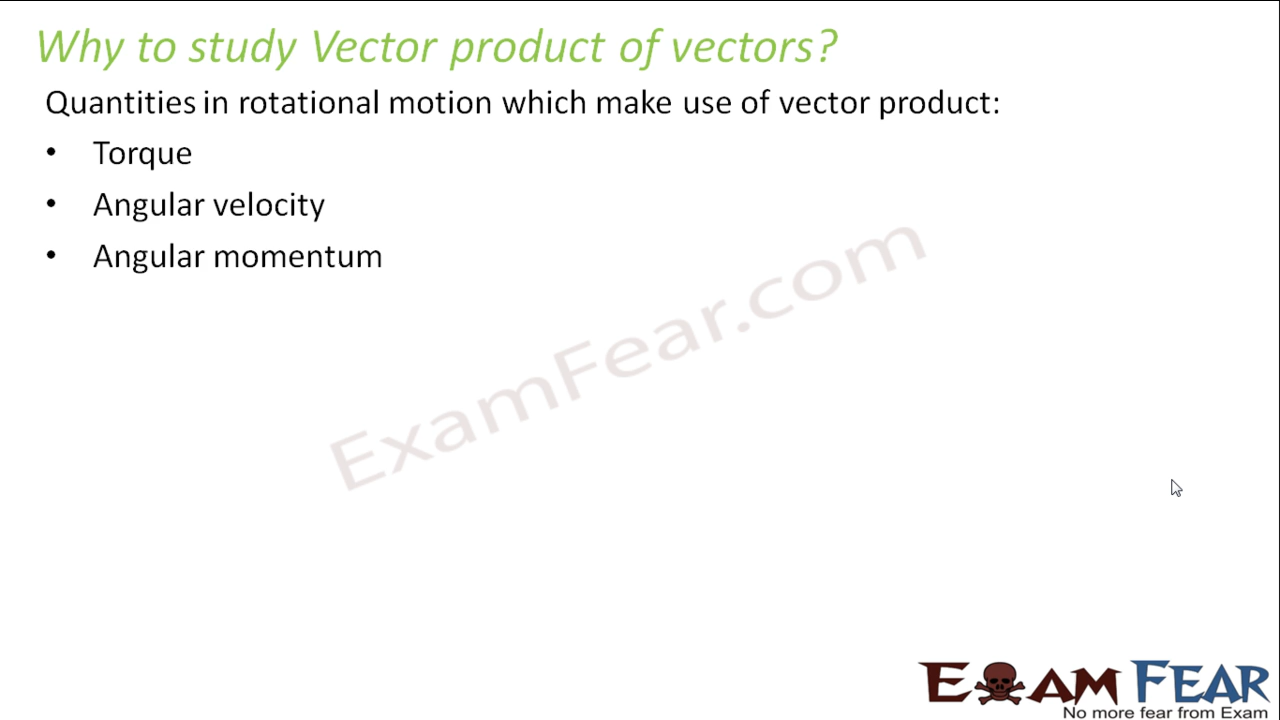 Why to study Vector product of vectors?
Quantities in rotational motion which make use of vector product:
• Torque
• Angular velocity
• Angular momentum
ExamFear.com
EXAM FEAR
No more fear from Exam